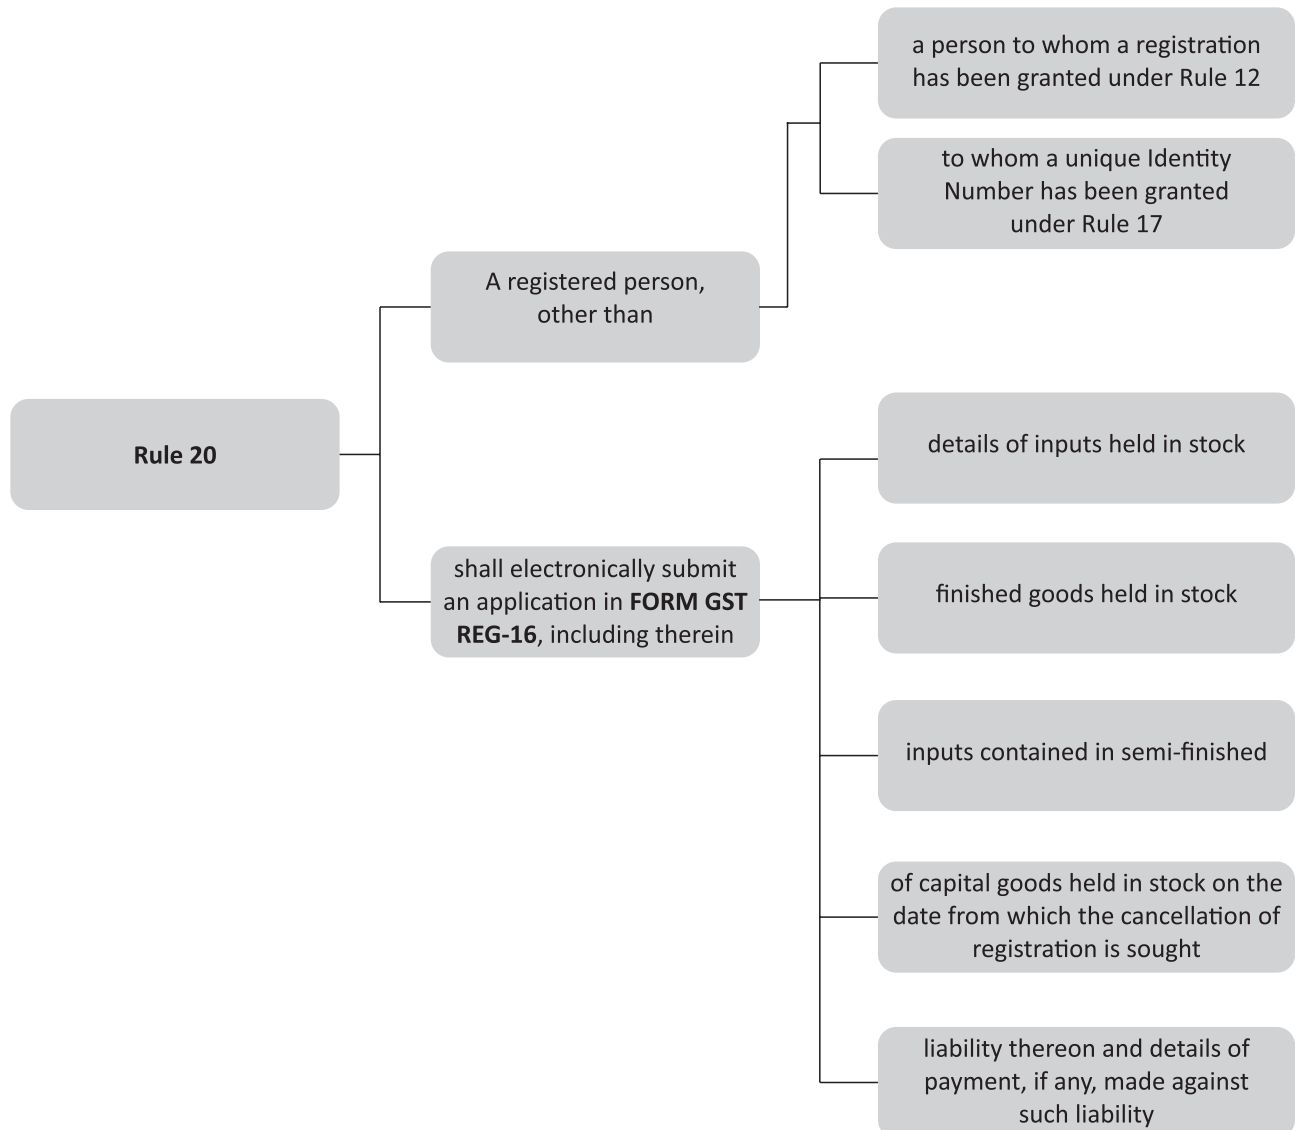 a person to whom a registration
has been granted under Rule 12
to whom a unique Identity
Number has been granted
under Rule 17
A registered person,
other than
Rule 20
details of inputs held in stock
finished goods held in stock
shall electronically submit
an application in FORM GST
REG-16, including therein
inputs contained in semi-finished
of capital goods held in stock on the
date from which the cancellation of
registration is sought
liability thereon and details of
payment, if any, made against
such liability